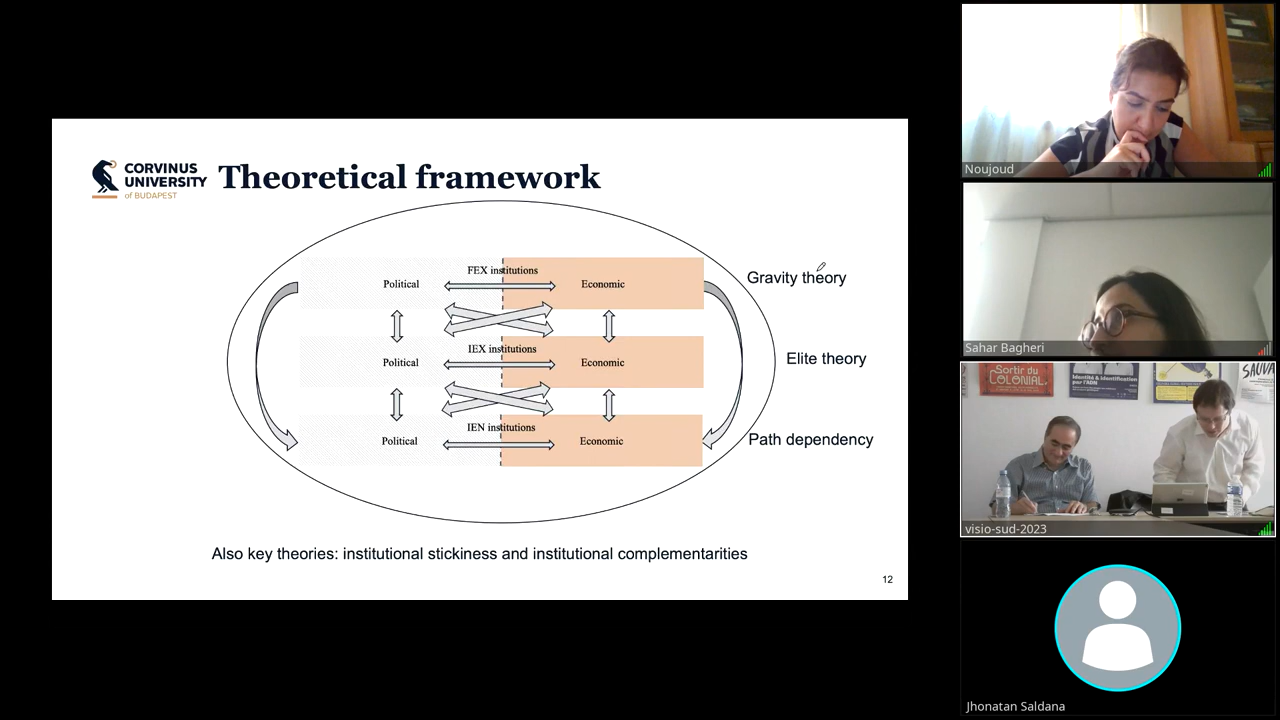 CORVINUS
UNIVERSITY
of BUDAPEST
Theoretical framework
FEX institutions
Political
Economic
Gravity theory
IEX institutions
Political
Economic
Elite theory
IEN institutions
Political
Economic
Path dependency
Also key theories: institutional stickiness and institutional complementarities
12
Noujoud
Sahar Bagheri
Sortir du
COLONIAL
Identité & Identification
par l'ADN
SAUVA
visio-sud-2023
Jhonatan Saldana